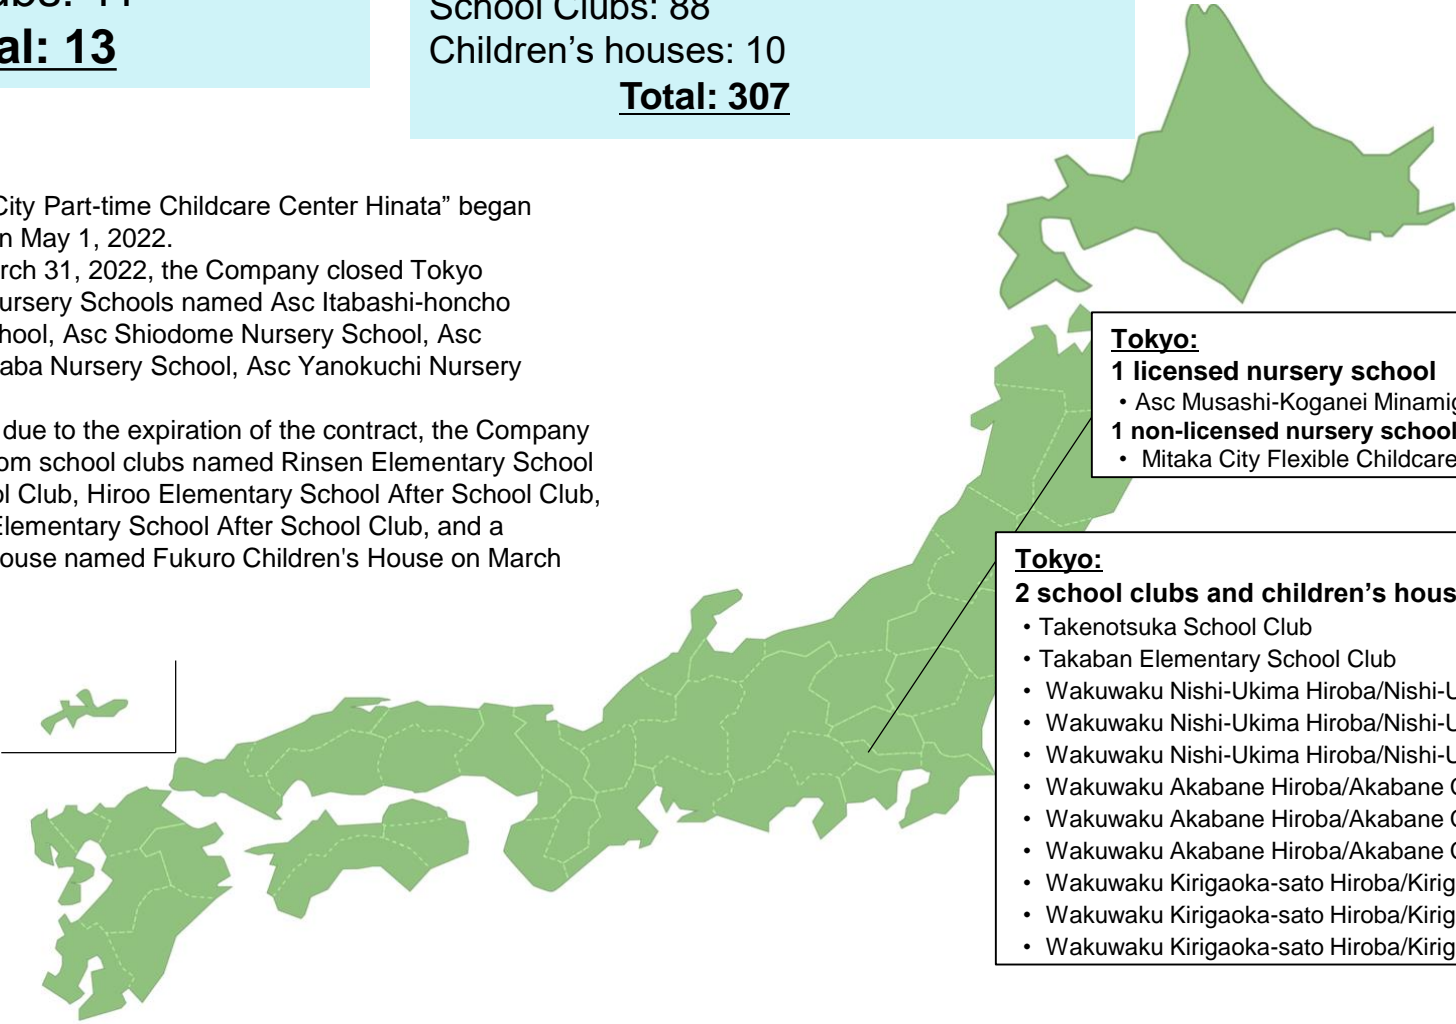 al: 13
School Clubs: 88
Children's houses: 10
Total: 307
City Part-time Childcare Center Hinata" began
n May 1, 2022.
rch 31, 2022, the Company closed Tokyo
ursery Schools named Asc Itabashi-honcho
hool, Asc Shiodome Nursery School, Asc
aba Nursery School, Asc Yanokuchi Nursery
due to the expiration of the contract, the Company
om school clubs named Rinsen Elementary School
ol Club, Hiroo Elementary School After School Club,
Elementary School After School Club, and a
ouse named Fukuro Children's House on March
Tokyo:
1 licensed nursery school
• Asc Musashi-Koganei Minamig
1 non-licensed nursery school
• Mitaka City Flexible Childcare
Tokyo:
2 school clubs and children's hous
• Takenotsuka School Club
• Takaban Elementary School Club
• Wakuwaku Nishi-Ukima Hiroba/Nishi-U
• Wakuwaku Nishi-Ukima Hiroba/Nishi-U
• Wakuwaku Nishi-Ukima Hiroba/Nishi-U
• Wakuwaku Akabane Hiroba/Akabane
• Wakuwaku Akabane Hiroba/Akabane
• Wakuwaku Akabane Hiroba/Akabane
• Wakuwaku Kirigaoka-sato Hiroba/Kirig
• Wakuwaku Kirigaoka-sato Hiroba/Kirig
• Wakuwaku Kirigaoka-sato Hiroba/Kirig